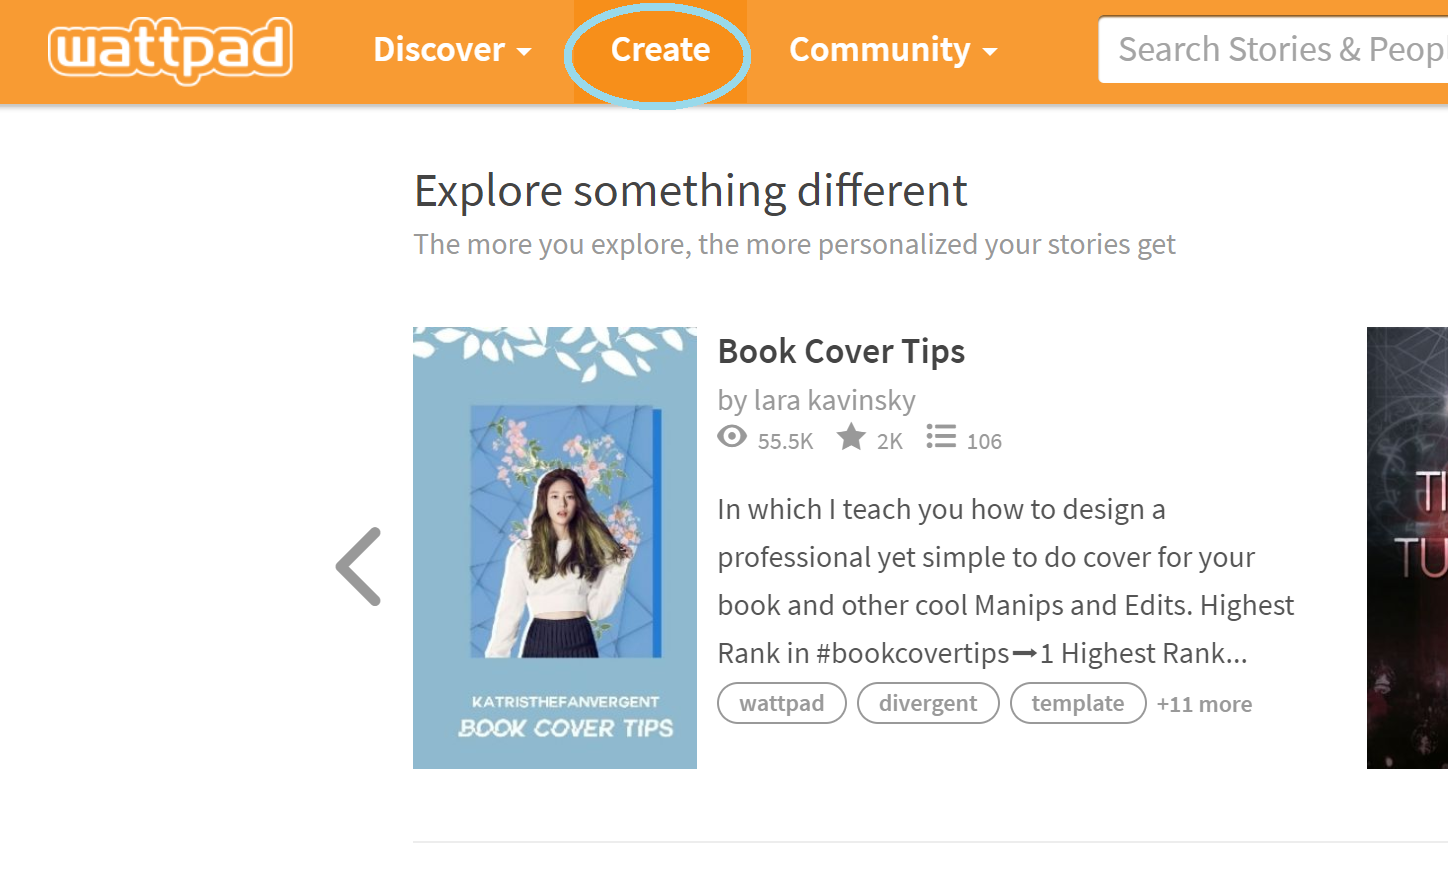 wattpad Discover Create Community Search Stories & Peopl
Explore something different
The more you explore, the more personalized your stories get
Book Cover Tips
by lara kavinsky
55.5K 2K 106
In which I teach you how to design a
professional yet simple to do cover for your
book and other cool Manips and Edits. Highest
Rank in #bookcovertips➞1 Highest Rank...
wattpad divergent template +11 more
KATRISTHEFANVERGENT
BOOK COVER TIPS
TI
TU